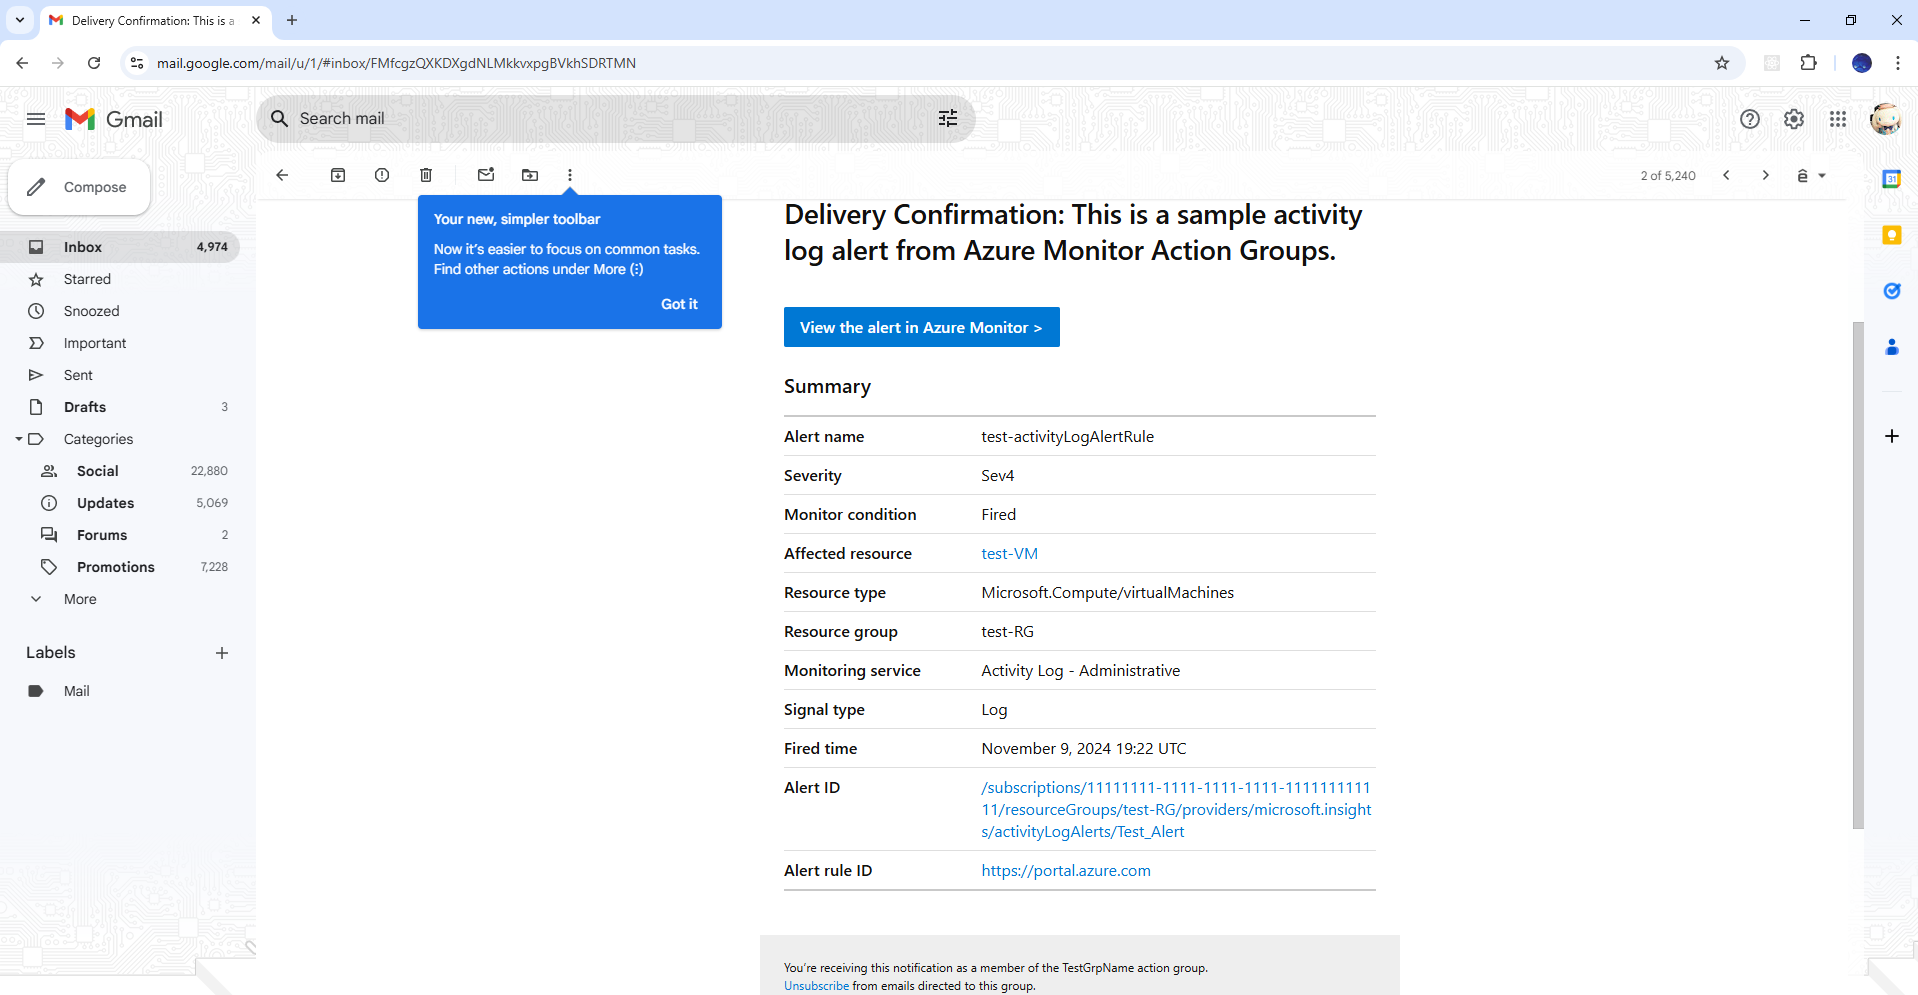 Delivery Confirmation: This is a
mail.google.com/mail/u/1/#inbox/FMfcgzQXKDXgdNLMkkvxpgBVkhSDRTMN
Gmail
Search mail
Compose
2 of 5,240
31
Inbox 4,974
Starred
Snoozed
Important
Sent
Drafts 3
Categories
Social 22,880
Updates 5,069
Forums 2
Promotions 7,228
More
Labels
Mail
Your new, simpler toolbar
Now it's easier to focus on common tasks.
Find other actions under More (⋮)
Got it
Delivery Confirmation: This is a sample activity
log alert from Azure Monitor Action Groups.
View the alert in Azure Monitor >
Summary
Alert name test-activityLogAlertRule
Severity Sev4
Monitor condition Fired
Affected resource test-VM
Resource type Microsoft.Compute/virtualMachines
Resource group test-RG
Monitoring service Activity Log - Administrative
Signal type Log
Fired time November 9, 2024 19:22 UTC
Alert ID /subscriptions/11111111-1111-1111-1111-1111111111
11/resourceGroups/test-RG/providers/microsoft.insight
s/activityLogAlerts/Test_Alert
Alert rule ID https://portal.azure.com
You're receiving this notification as a member of the TestGrpName action group.
Unsubscribe from emails directed to this group.